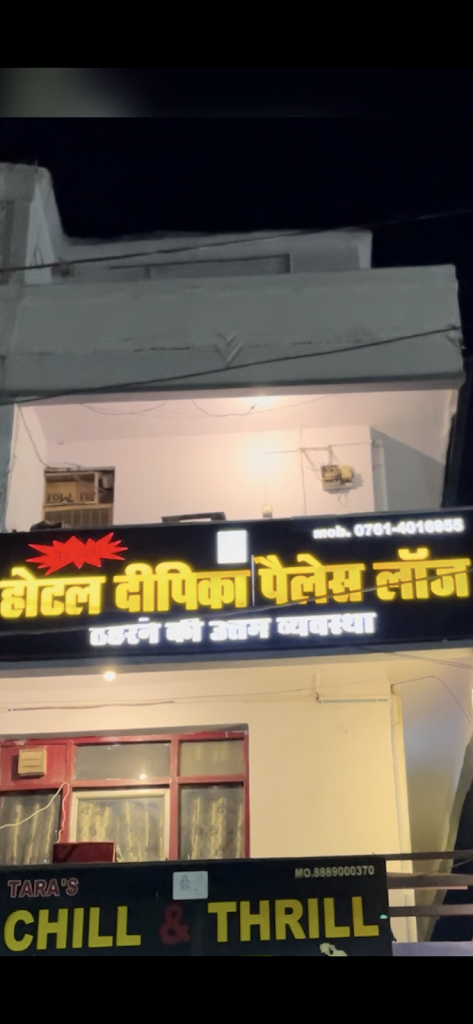 mob. 0761-4016955
होटल दीपिका पैलेस लॉज
ठहरने की उत्तम व्यवस्था
TARA'S
MO.8889000370
CHILL & THRILL